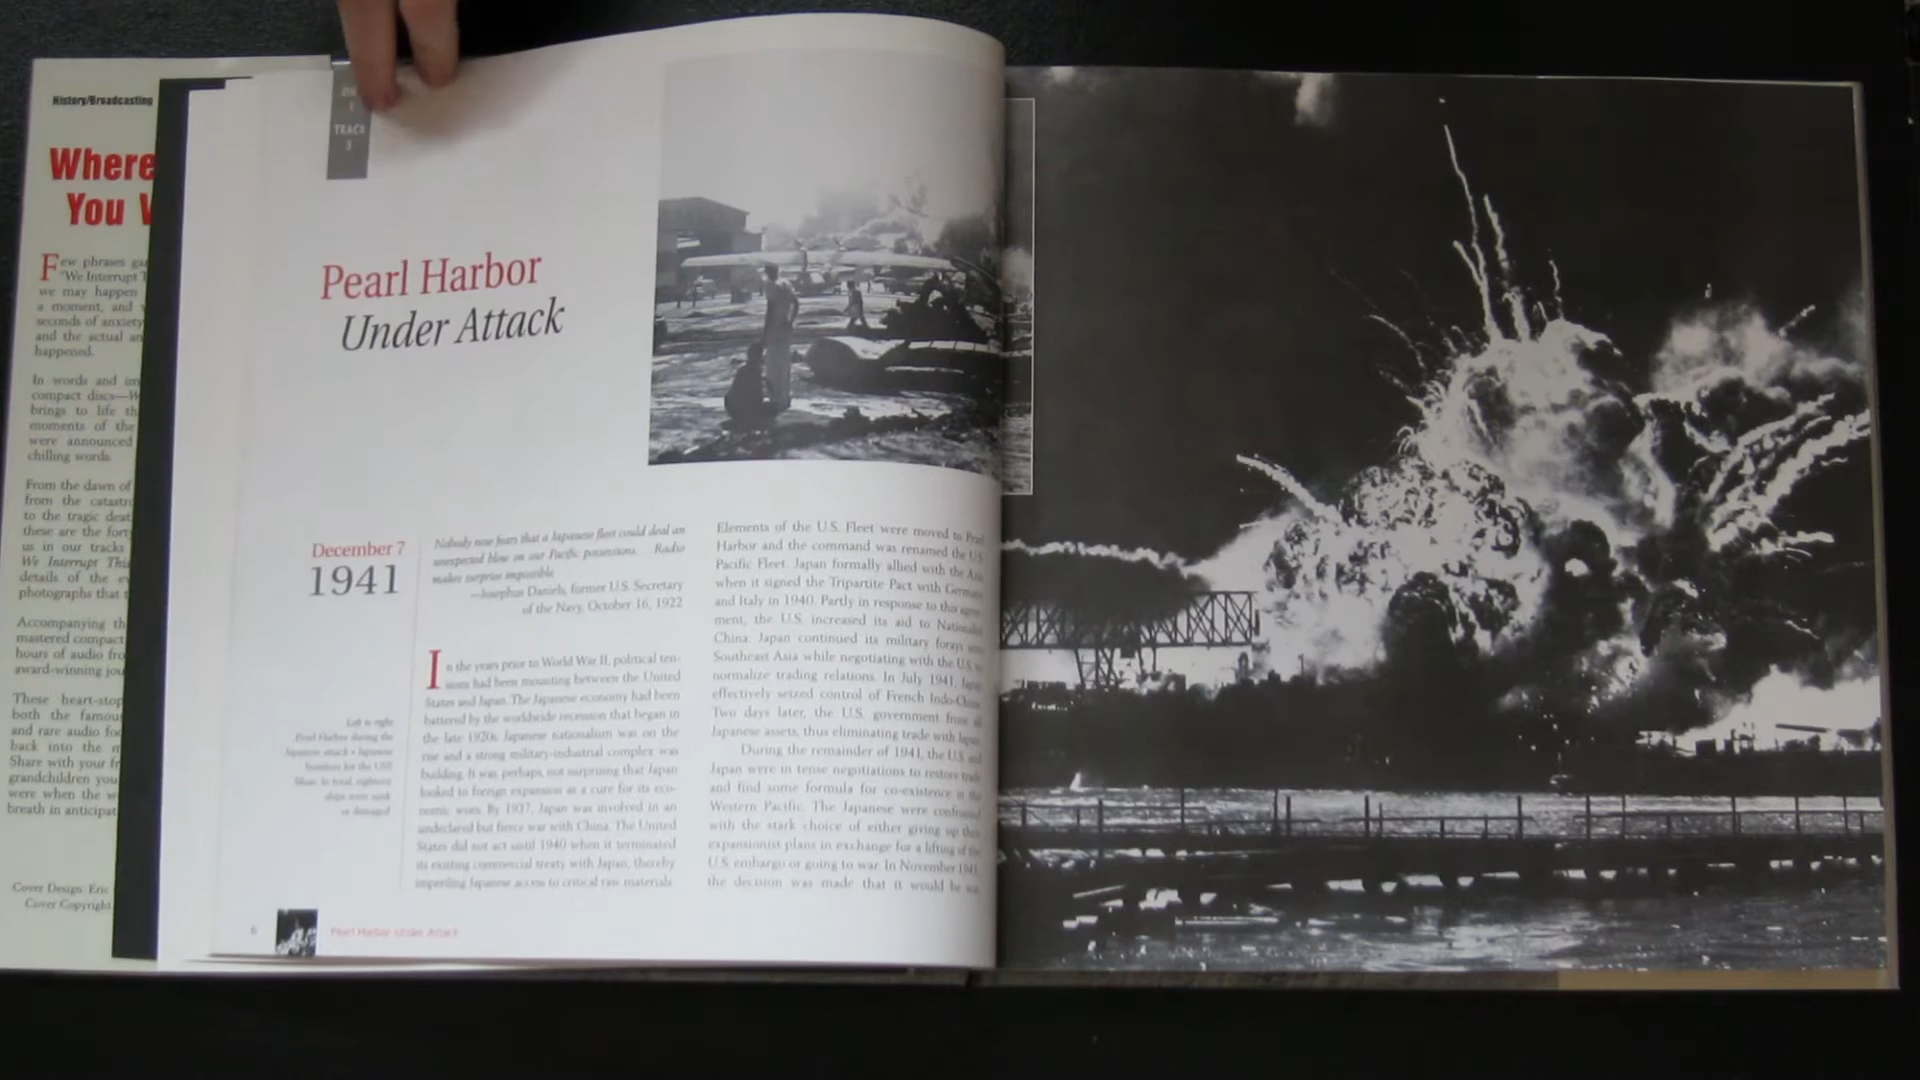 History/Broadcasting
Where
You
Few phrases
"We Interrupt
we may happen
a moment, and
seconds of anxiety
and the actual
happened.
In words and
compact discs—
brings to life
moments of the
were announced
chilling words.
From the dawn of
from the
to the tragic
these are the
us in our tracks
We Interrupt
details of the
photographs that
Accompanying
mastered compact
hours of audio
award-winning
These heart-stop
both the
and rare audio
back into the
Share with your
grandchildren
were when the
breath in
Cover Design: Eric
Cover Copyright
TRACK
3
Pearl Harbor
Under Attack
December 7
1941
Nobody now fears that a Japanese fleet could deal an
unexpected blow on our Pacific possessions... Radio
makes surprise impossible.
—Josephus Daniels, former U.S. Secretary
of the Navy, October 16, 1922
In the years prior to World War II, political ten-
sions had been mounting between the United
States and Japan. The Japanese economy had been
battered by the worldwide recession that began in
the late 1920s. Japanese nationalism was on the
rise and a strong military-industrial complex was
building. It was, perhaps, not surprising that Japan
looked to foreign expansion as a cure for its eco-
nomic woes. By 1937, Japan was involved in an
undeclared but fierce war with China. The United
States did not act until 1940 when it terminated
its existing commercial treaty with Japan, thereby
imperiling Japanese access to critical raw materials.
Elements of the U.S. Fleet were moved to Pearl
Harbor and the command was renamed the U.S.
Pacific Fleet. Japan formally allied with the Axis
when it signed the Tripartite Pact with Germany
and Italy in 1940. Partly in response to this agree-
ment, the U.S. increased its aid to Nationalist
China. Japan continued its military forays into
Southeast Asia while negotiating with the U.S. to
normalize trading relations. In July 1941, Japan
effectively seized control of French Indo-China.
Two days later, the U.S. government froze all
Japanese assets, thus eliminating trade with Japan.
During the remainder of 1941, the U.S. and
Japan were in tense negotiations to restore trade
and find some formula for co-existence in the
Western Pacific. The Japanese were confronted
with the stark choice of either giving up their
expansionist plans in exchange for a lifting of the
U.S. embargo or going to war. In November 1941,
the decision was made that it would be war
Left to right:
Pearl Harbor during the
Japanese attack
In total, eighteen
ships were sunk
or damaged
6
Pearl Harbor Under Attack